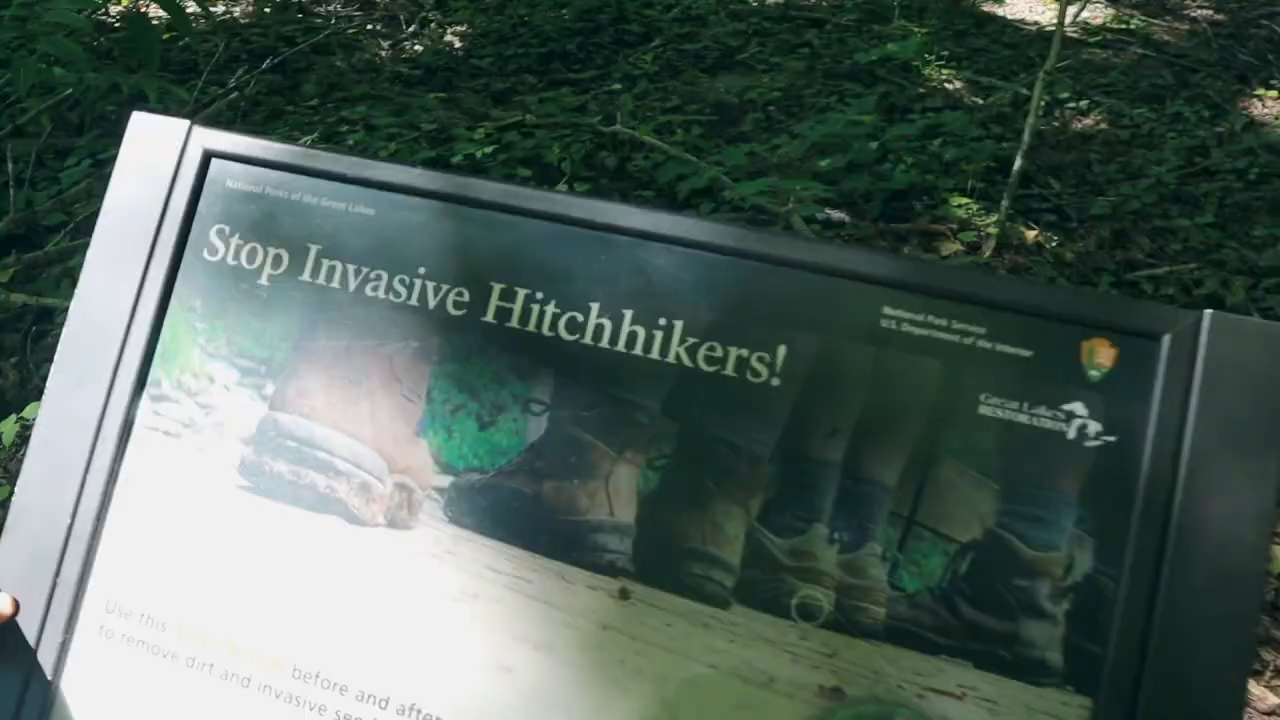 National Parks of the Great Lakes
Stop Invasive Hitchhikers!
National Park Service
U.S. Department of the Interior
Great Lakes
RESTORATION
Use this before and after
to remove dirt and invasive